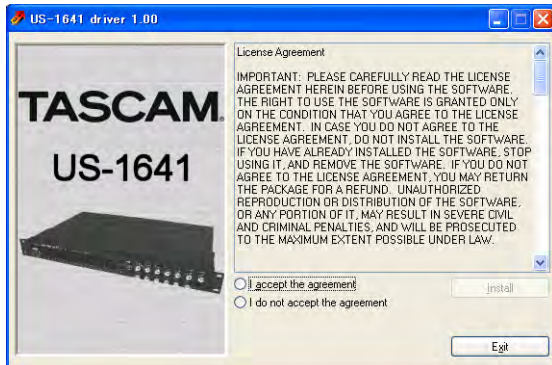 US-1641 driver 1.00
TASCAM
US-1641
License Agreement
IMPORTANT: PLEASE CAREFULLY READ THE LICENSE
AGREEMENT HEREIN BEFORE USING THE SOFTWARE.
THE RIGHT TO USE THE SOFTWARE IS GRANTED ONLY
ON THE CONDITION THAT YOU AGREE TO THE LICENSE
AGREEMENT. IN CASE YOU DO NOT AGREE TO THE
LICENSE AGREEMENT, DO NOT INSTALL THE SOFTWARE.
IF YOU HAVE ALREADY INSTALLED THE SOFTWARE, STOP
USING IT, AND REMOVE THE SOFTWARE. IF YOU DO NOT
AGREE TO THE LICENSE AGREEMENT, YOU MAY RETURN
THE PACKAGE FOR A REFUND. UNAUTHORIZED
REPRODUCTION OR DISTRIBUTION OF THE SOFTWARE,
OR ANY PORTION OF IT, MAY RESULT IN SEVERE CIVIL
AND CRIMINAL PENALTIES, AND WILL BE PROSECUTED
TO THE MAXIMUM EXTENT POSSIBLE UNDER LAW.
I accept the agreement
I do not accept the agreement
Install
Exit